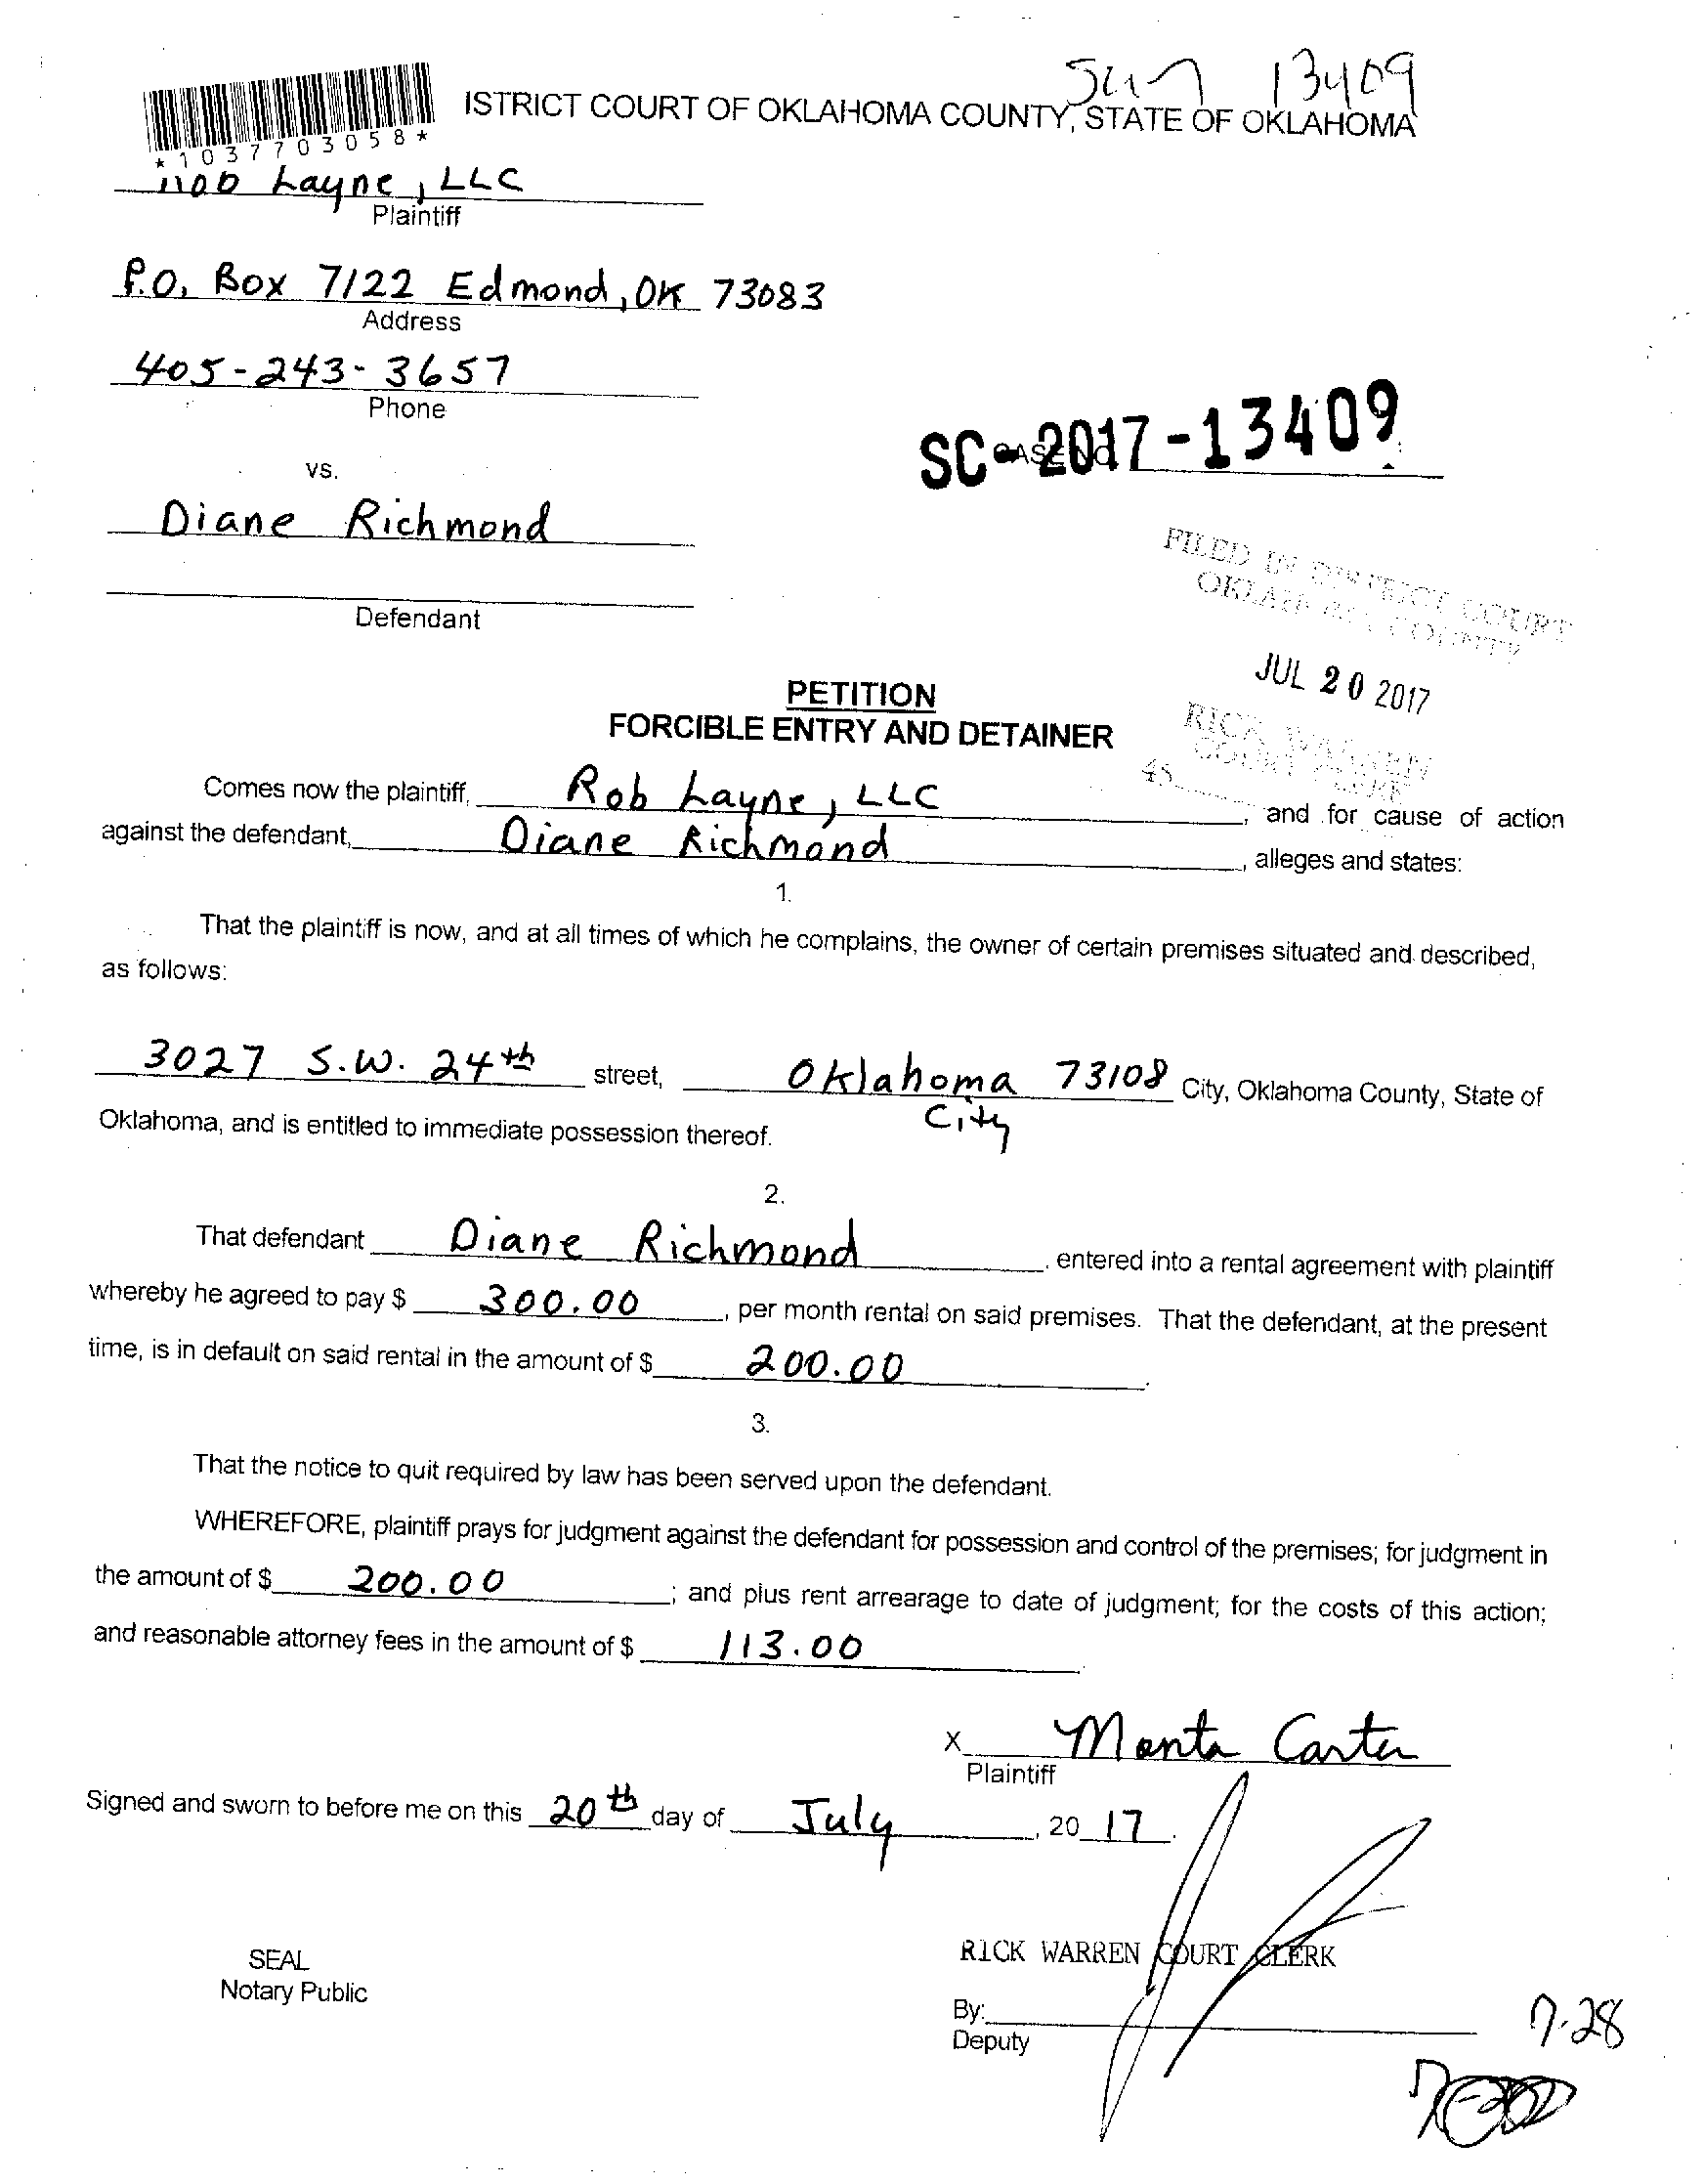 13409
ISTRICT COURT OF OKLAHOMA COUNTY, STATE OF OKLAHOMA
*1037703058*
Layne, LLC
Plaintiff
P.O. Box 7122 Edmond, OK 73083
Address
405-243-3657
Phone
SC-2017-13409
CASE NO.
vs.
Diane Richmond
Defendant
FILED IN DISTRICT COURT
OKLAHOMA COUNTY
JUL 20 2017
RICK WARREN
COURT CLERK
45
PETITION
FORCIBLE ENTRY AND DETAINER
Comes now the plaintiff, Rob Layne, LLC, and for cause of action
against the defendant, Diane Richmond, alleges and states:
1.
That the plaintiff is now, and at all times of which he complains, the owner of certain premises situated and described,
as follows:
3027 S.W. 24th street, Oklahoma 73108 City, Oklahoma County, State of
City
Oklahoma, and is entitled to immediate possession thereof.
2.
That defendant Diane Richmond, entered into a rental agreement with plaintiff
whereby he agreed to pay $ 300.00, per month rental on said premises. That the defendant, at the present
time, is in default on said rental in the amount of $ 200.00.
3.
That the notice to quit required by law has been served upon the defendant.
WHEREFORE, plaintiff prays for judgment against the defendant for possession and control of the premises; for judgment in
the amount of $ 200.00; and plus rent arrearage to date of judgment; for the costs of this action;
and reasonable attorney fees in the amount of $ 113.00
X Monta Carter
Plaintiff
Signed and sworn to before me on this 20th day of July, 20 17.
SEAL
Notary Public
RICK WARREN COURT CLERK
By:
Deputy
7-28